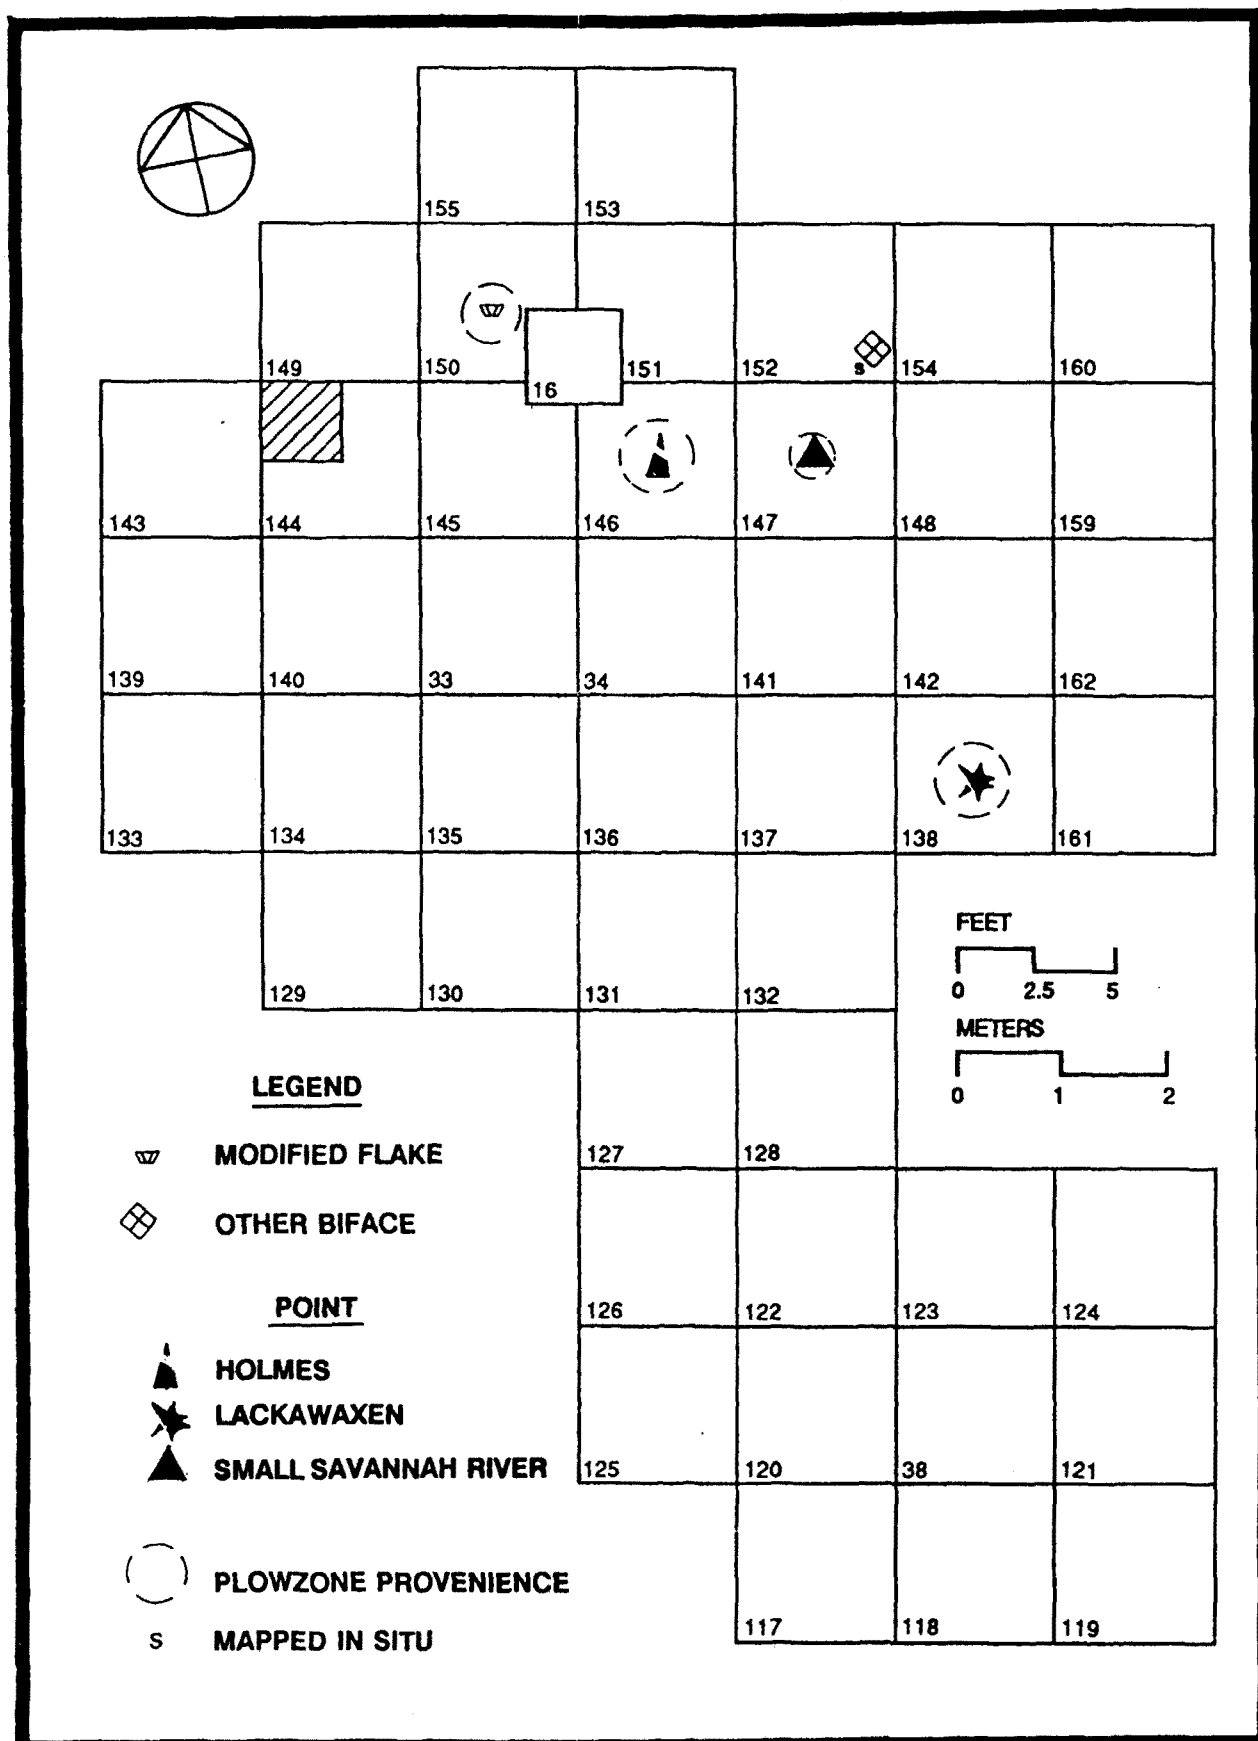 155 153
149 150 16 151 152 s 154 160
143 144 145 146 147 148 159
139 140 33 34 141 142 162
133 134 135 136 137 138 161
129 130 131 132
FEET
0 2.5 5
METERS
0 1 2
127 128
126 122 123 124
125 120 38 121
117 118 119
LEGEND
MODIFIED FLAKE
OTHER BIFACE
POINT
HOLMES
LACKAWAXEN
SMALL SAVANNAH RIVER
PLOWZONE PROVENIENCE
S MAPPED IN SITU